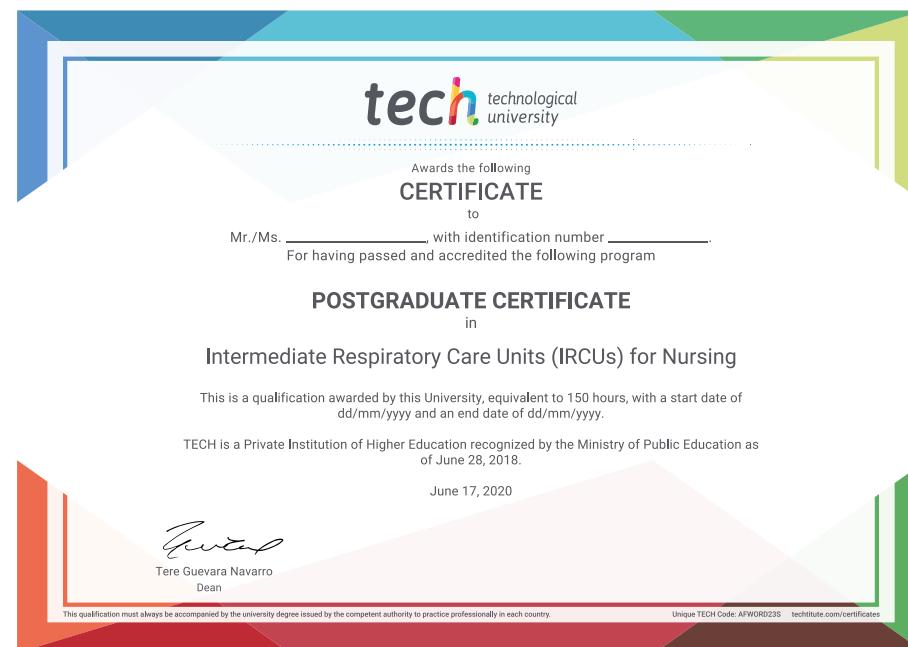 tech technological
university
Awards the following
CERTIFICATE
to
Mr./Ms. ____________, with identification number ____________.
For having passed and accredited the following program
POSTGRADUATE CERTIFICATE
in
Intermediate Respiratory Care Units (IRCUs) for Nursing
This is a qualification awarded by this University, equivalent to 150 hours, with a start date of
dd/mm/yyyy and an end date of dd/mm/yyyy.
TECH is a Private Institution of Higher Education recognized by the Ministry of Public Education as
of June 28, 2018.
June 17, 2020
Tere Guevara Navarro
Dean
This qualification must always be accompanied by the university degree issued by the competent authority to practice professionally in each country. Unique TECH Code: AFWORD23S techtitute.com/certificates